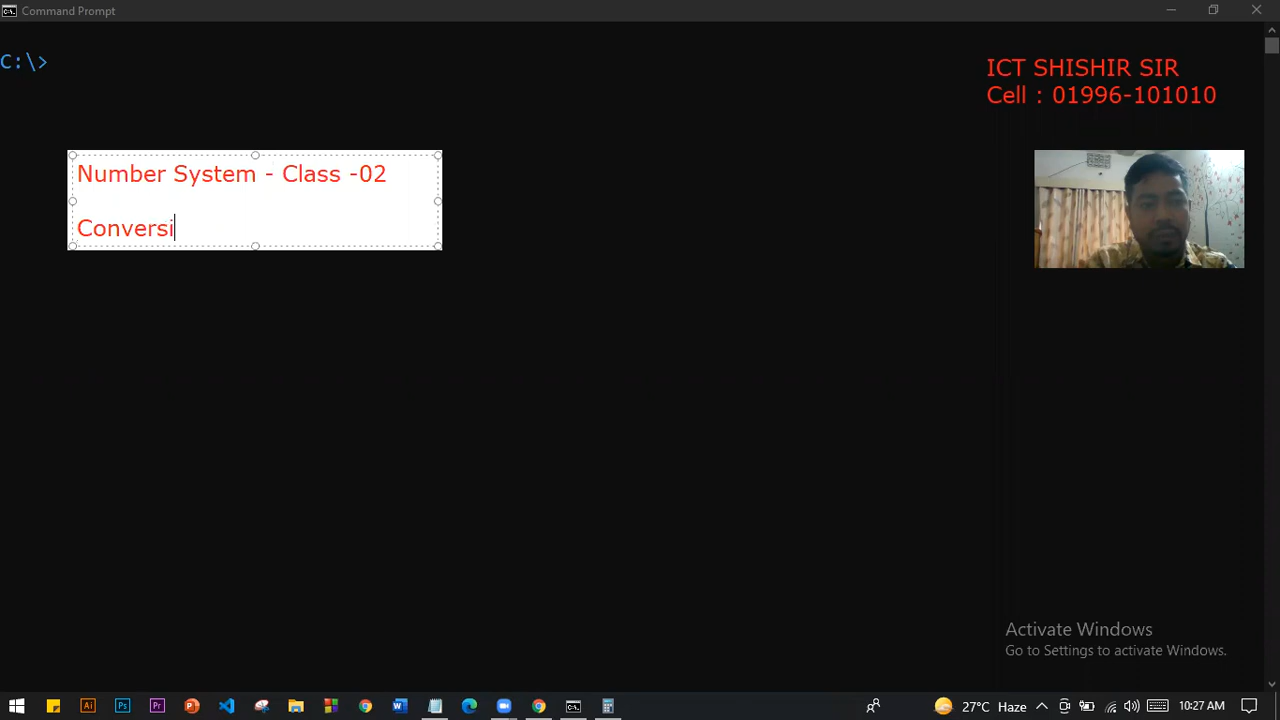 Command Prompt
C:\>
ICT SHISHIR SIR
Cell : 01996-101010
Number System - Class -02
Conversi
Activate Windows
Go to Settings to activate Windows.
27°C Haze
10:27 AM